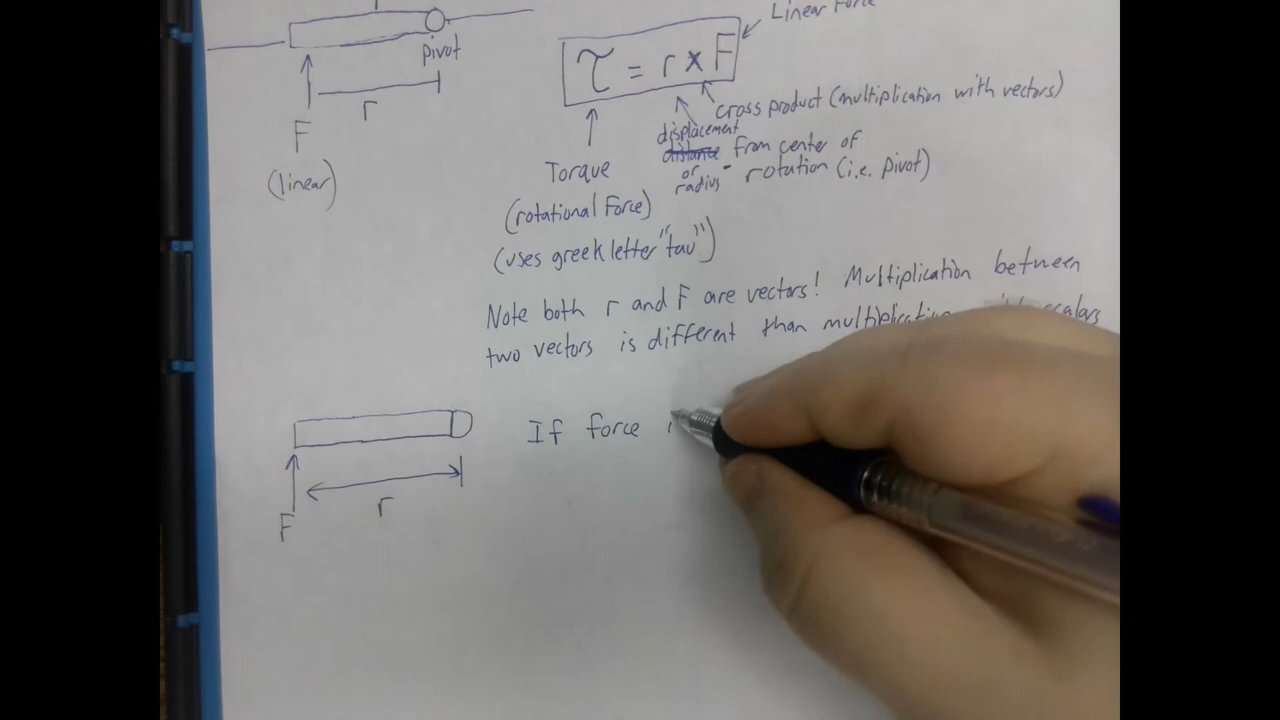 Linear Force
pivot
τ = r × F
r
F
cross product (multiplication with vectors)
displacement
distance from center of
or
radius - rotation (i.e. pivot)
Torque
(linear)
(rotational Force)
(uses greek letter "tau")
Note both r and F are vectors! Multiplication between
two vectors is different than multiplication scalars
If force
r
F